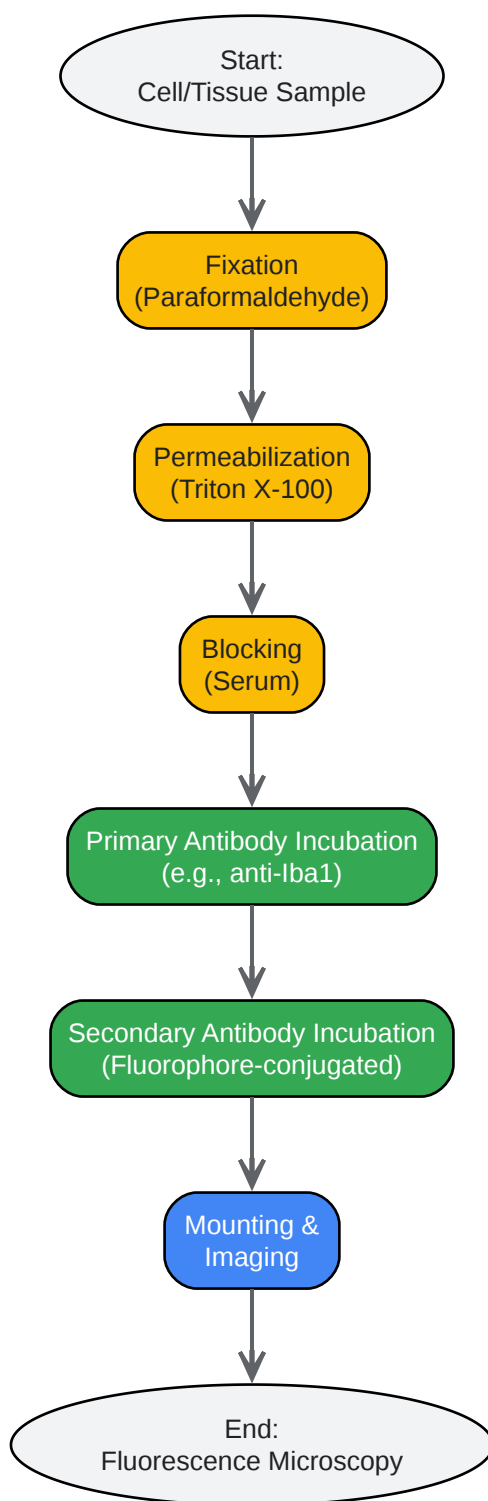 Start:
Cell/Tissue Sample
Fixation
(Paraformaldehyde)
Permeabilization
(Triton X-100)
Blocking
(Serum)
Primary Antibody Incubation
(e.g., anti-Iba1)
Secondary Antibody Incubation
(Fluorophore-conjugated)
Mounting &
Imaging
End:
Fluorescence Microscopy